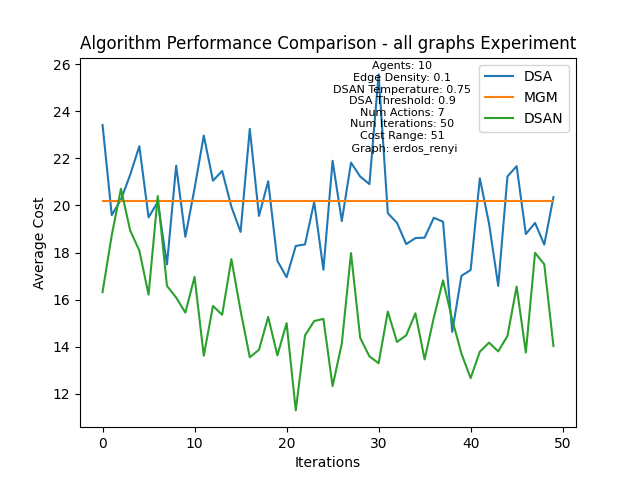 Algorithm Performance Comparison - all graphs Experiment
Agents: 10
Edge Density: 0.1
DSAN Temperature: 0.75
DSA Threshold: 0.9
Num Actions: 7
Num Iterations: 50
Cost Range: 51
Graph: erdos_renyi
DSA
MGM
DSAN
Average Cost
26
24
22
20
18
16
14
12
0
10
20
30
40
50
Iterations